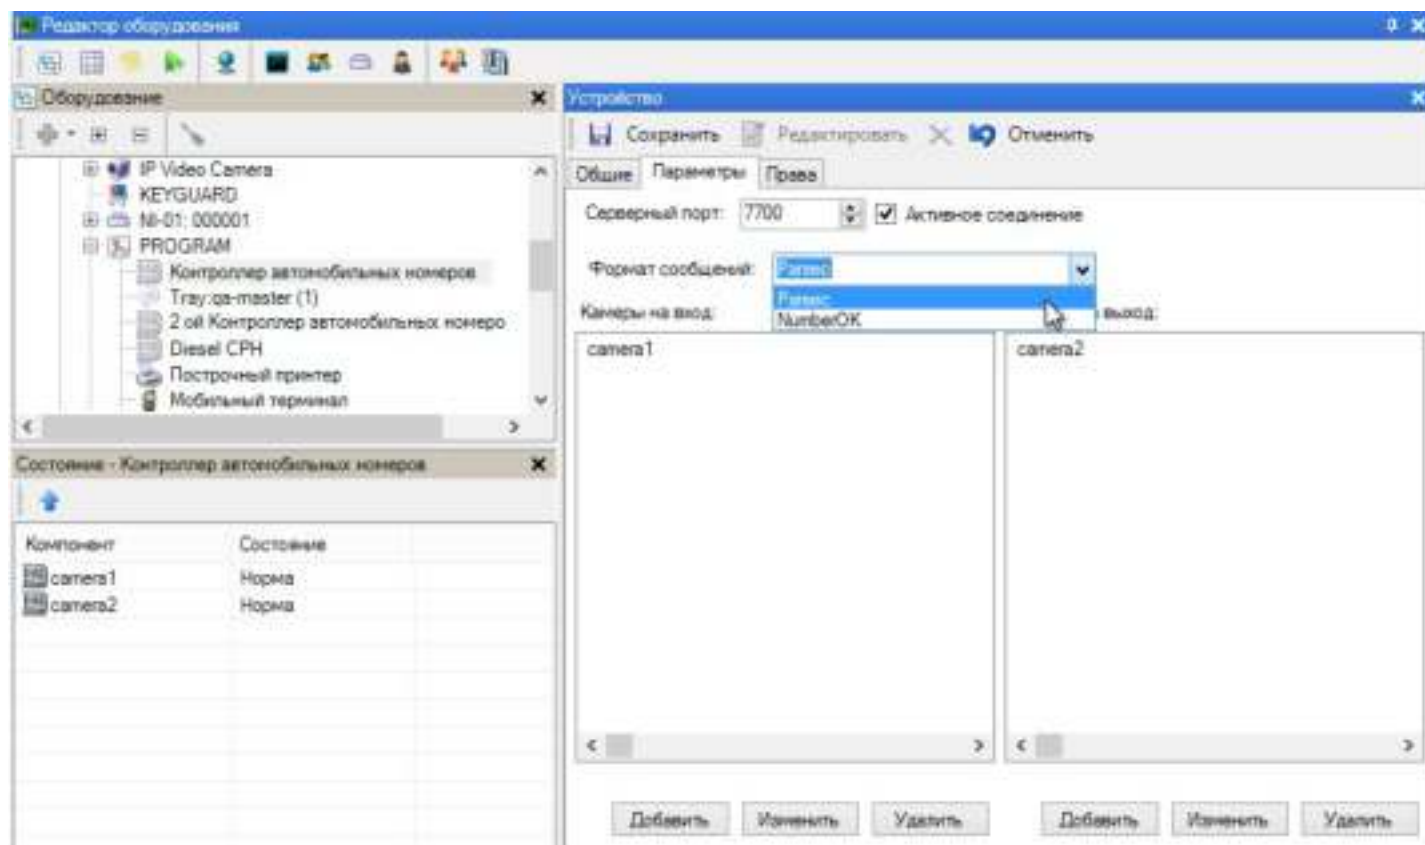 Редактор оборудования
Оборудование
IP Video Camera
KEYGUARD
NI-01: 000001
PROGRAM
Контроллер автомобильных номеров
Tray:qa-master (1)
2 ой Контроллер автомобильных номеро
Diesel CPH
Построчный принтер
Мобильный терминал
Состояние - Контроллер автомобильных номеров
Компонент Состояние
camera1 Норма
camera2 Норма
Устройство
Сохранить Редактировать Отменить
Общие Параметры Права
Серверный порт: 7700 Активное соединение
Формат сообщений: Parsec
Parsec
NumberOK
Камеры на вход: выход:
camera1 camera2
Добавить Изменить Удалить Добавить Изменить Удалить